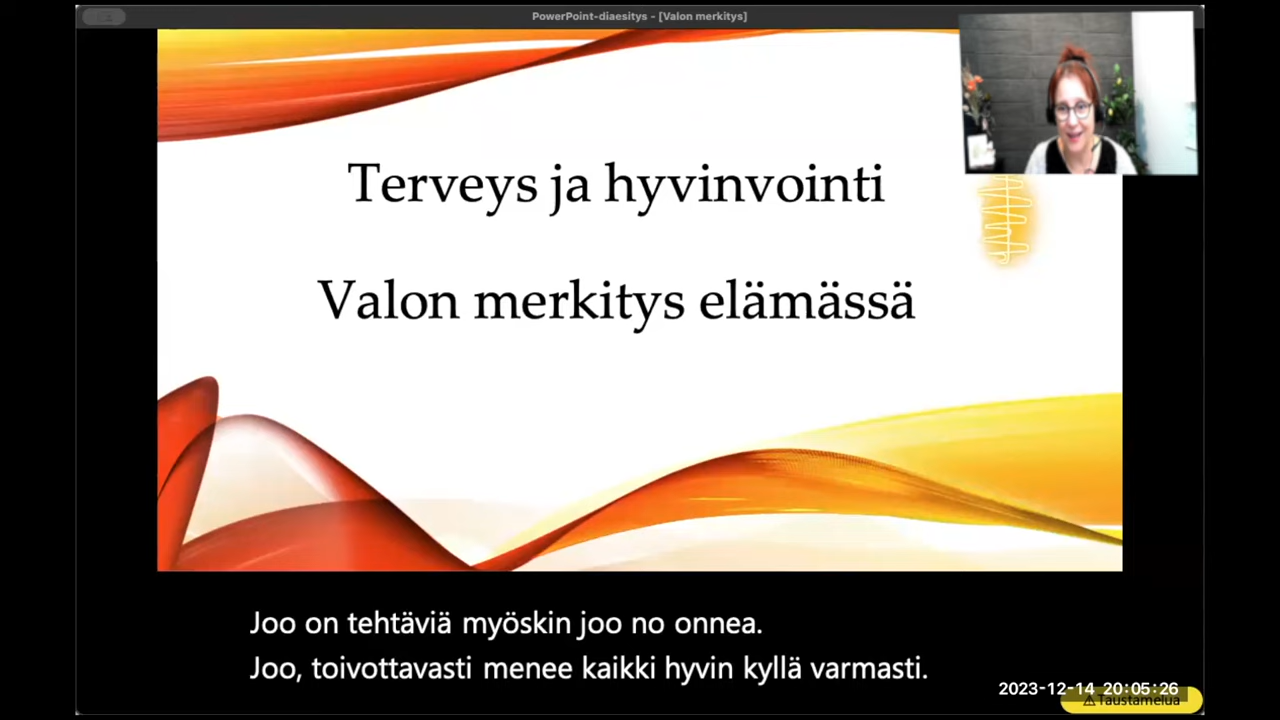 PowerPoint-diaesitys - [Valon merkitys]
Terveys ja hyvinvointi
Valon merkitys elämässä
Joo on tehtäviä myöskin joo no onnea.
Joo, toivottavasti menee kaikki hyvin kyllä varmasti.
2023-12-14 20:05:26
Taustamelua